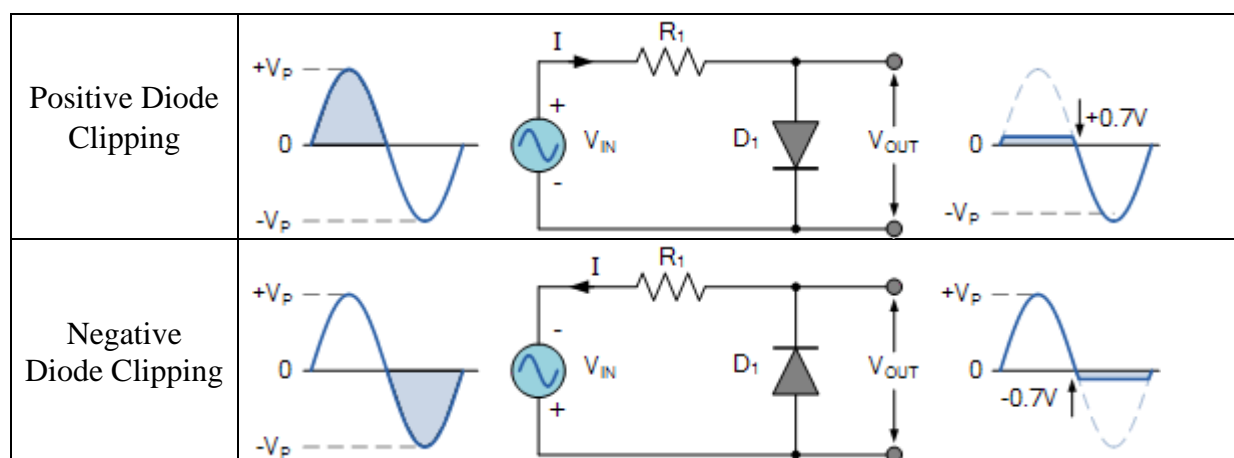 Positive Diode
Clipping
+VP
0
-VP
I
R1
+
VIN
-
D1
VOUT
0
+0.7V
-VP
Negative
Diode Clipping
+VP
0
-VP
I
R1
-
VIN
+
D1
VOUT
+VP
0
-0.7V